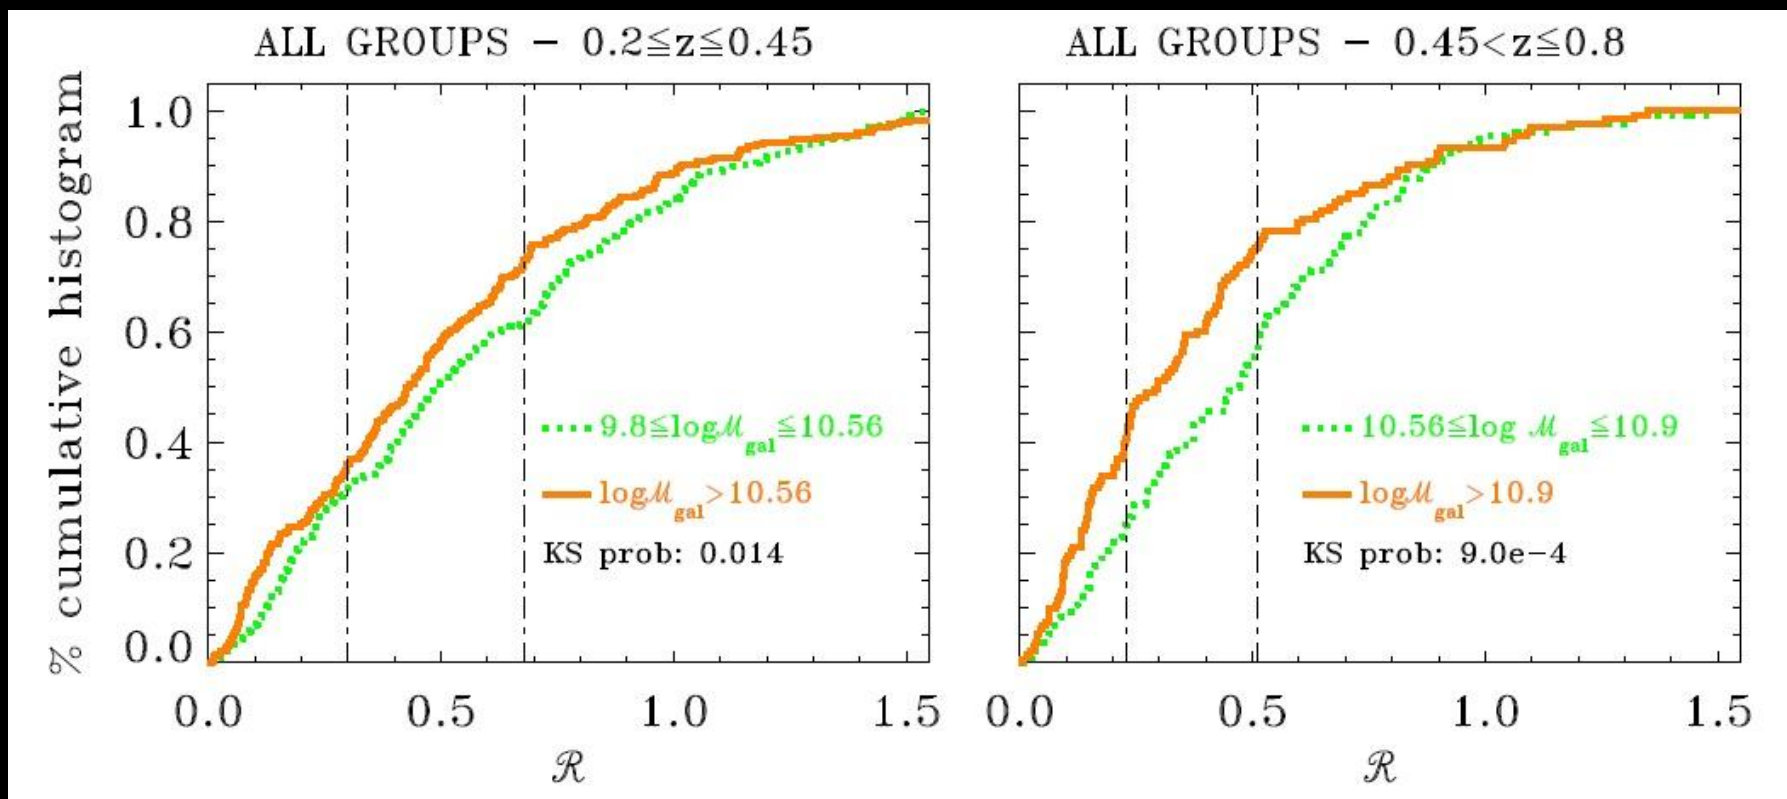 ALL GROUPS − 0.2≦z≦0.45
% cumulative histogram
1.0
0.8
0.6
0.4
0.2
0.0
9.8≦logℳgal≦10.56
logℳgal>10.56
KS prob: 0.014
0.0 0.5 1.0 1.5
ℛ
ALL GROUPS − 0.45<z≦0.8
10.56≦log ℳgal≦10.9
logℳgal>10.9
KS prob: 9.0e−4
0.0 0.5 1.0 1.5
ℛ